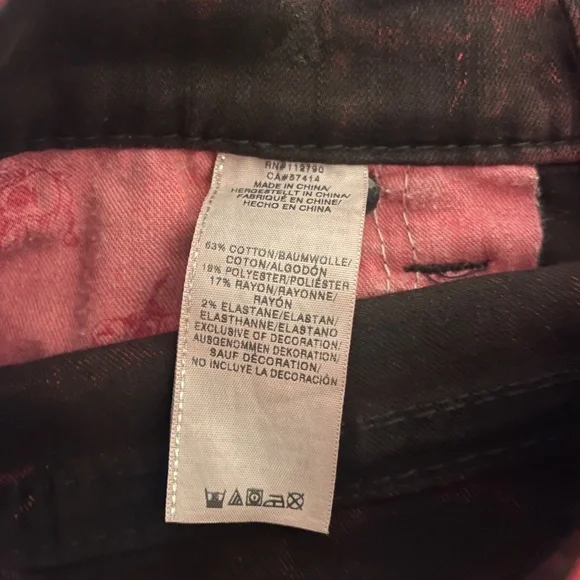 RN#112790
CA#57414
MADE IN CHINA/
HERGESTELLT IN CHINA/
FABRIQUÉ EN CHINE/
HECHO EN CHINA
63% COTTON/BAUMWOLLE/
COTON/ALGODÓN
18% POLYESTER/POLIÉSTER
17% RAYON/RAYONNE/
RAYÓN
2% ELASTANE/ELASTAN/
ELASTHANNE/ELASTANO
EXCLUSIVE OF DECORATION/
AUSGENOMMEN DEKORATION/
SAUF DÉCORATION/
NO INCLUYE LA DECORACIÓN